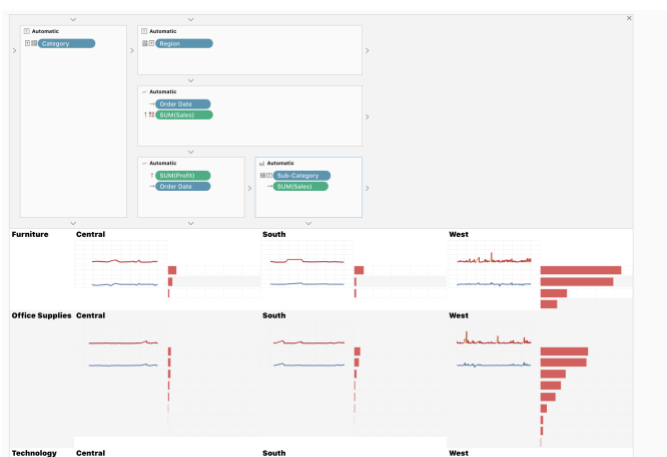 Automatic
Automatic
Category
Region
Automatic
Order Date
SUM(Sales)
Automatic
Automatic
SUM(Profit)
Sub-Category
Order Date
SUM(Sales)
Furniture Central South West
Office Supplies Central South West
Technology Central South West